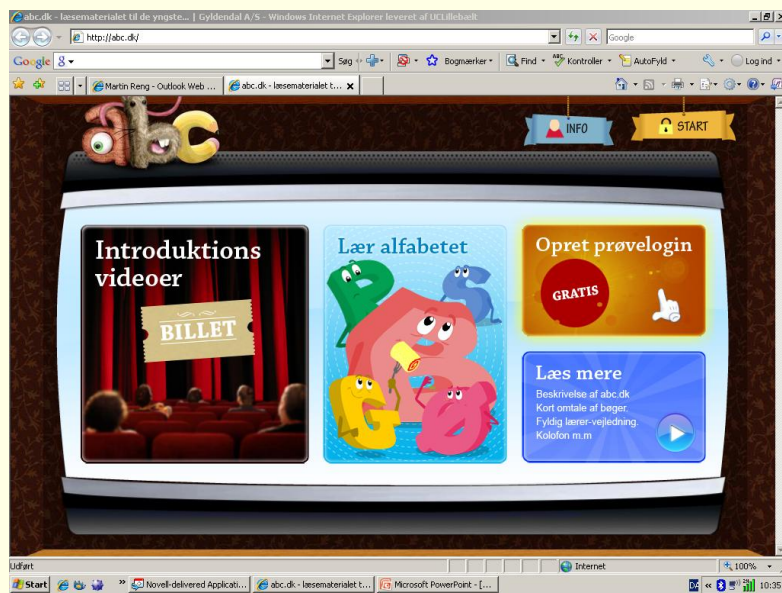 abc.dk - læsematerialet til de yngste... | Gyldendal A/S - Windows Internet Explorer leveret af UCLillebælt
http://abc.dk/
Google
Google
Søg
Bogmærker
Find
Kontroller
AutoFyld
Log ind
Martin Reng - Outlook Web ...
abc.dk - læsematerialet t...
abc
INFO
START
Introduktions
videoer
BILLET
Lær alfabetet
P
S
B
G
Ø
Opret prøvelogin
GRATIS
Læs mere
Beskrivelse af abc.dk
Kort omtale af bøger.
Fyldig lærer-vejledning.
Kolofon m.m
Udført
Internet
100%
Start
Novell-delivered Applicati...
abc.dk - læsematerialet t...
Microsoft PowerPoint - [...
DA
10:35